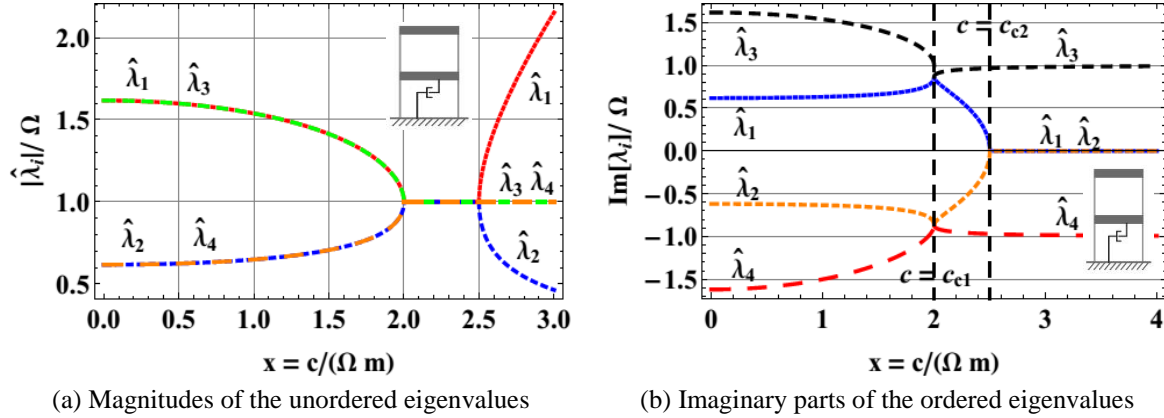 2.0
1.5
1.0
0.5
|λ̂ᵢ|/ Ω
λ̂₁ λ̂₃
λ̂₂ λ̂₄
λ̂₁
λ̂₃ λ̂₄
λ̂₂
0.0 0.5 1.0 1.5 2.0 2.5 3.0
x = c/(Ω m)
(a) Magnitudes of the unordered eigenvalues
1.5
1.0
0.5
0.0
−0.5
−1.0
−1.5
Im[λ̂ᵢ]/ Ω
c = c_c2
λ̂₃ λ̂₃
λ̂₁
λ̂₁ λ̂₂
λ̂₂
λ̂₄
λ̂₄
c = c_c1
0 1 2 3 4
x = c/(Ω m)
(b) Imaginary parts of the ordered eigenvalues